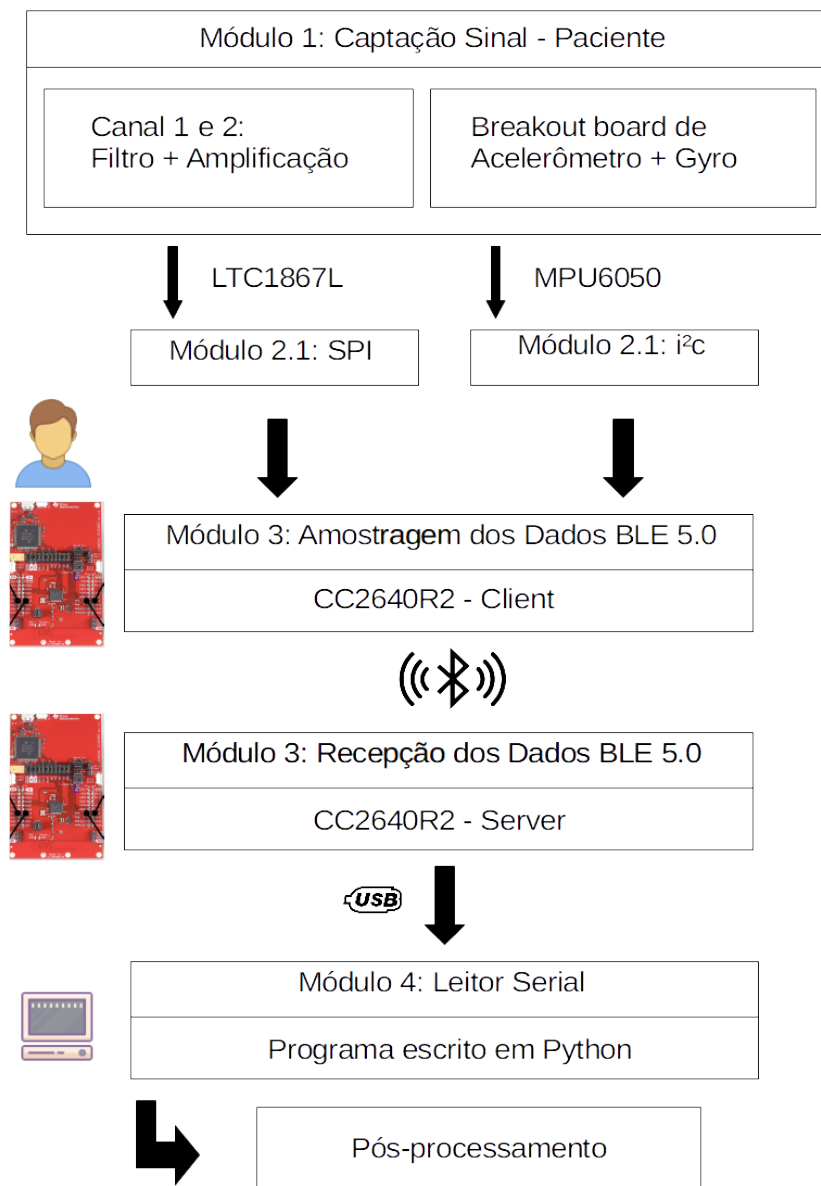 Módulo 1: Captação Sinal - Paciente
Canal 1 e 2:
Filtro + Amplificação
Breakout board de
Acelerômetro + Gyro
LTC1867L
MPU6050
Módulo 2.1: SPI
Módulo 2.1: i²c
Módulo 3: Amostragem dos Dados BLE 5.0
CC2640R2 - Client
Módulo 3: Recepção dos Dados BLE 5.0
CC2640R2 - Server
USB
Módulo 4: Leitor Serial
Programa escrito em Python
Pós-processamento